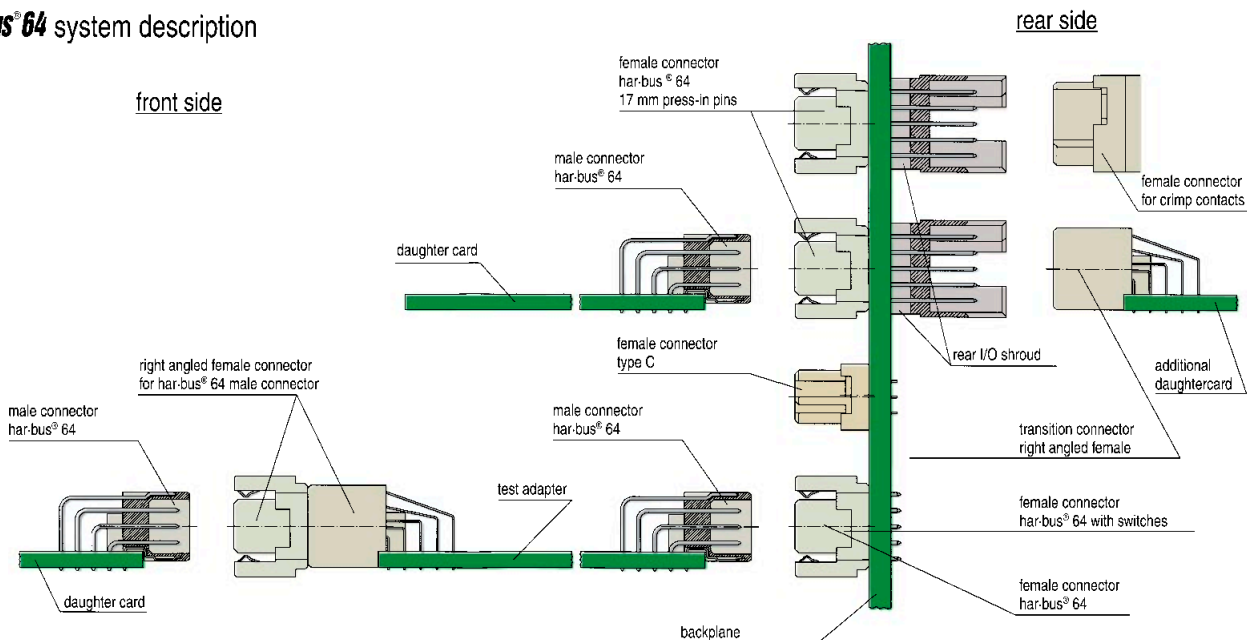 64 system description
rear side
front side
female connector
har·bus® 64
17 mm press-in pins
male connector
har·bus® 64
female connector
for crimp contacts
daughter card
female connector
type C
rear I/O shroud
additional
daughtercard
right angled female connector
for har·bus® 64 male connector
male connector
har·bus® 64
male connector
har·bus® 64
transition connector
right angled female
test adapter
female connector
har·bus® 64 with switches
daughter card
female connector
har·bus® 64
backplane